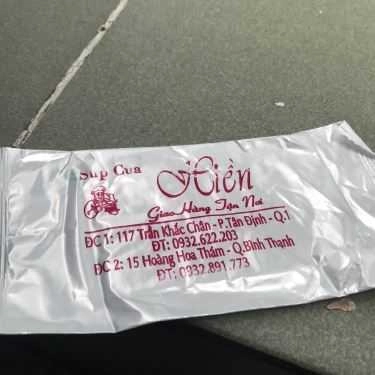 Súp Cua
Hiền
Giao Hàng Tận Nơi
ĐC 1: 117 Trần Khắc Chân - P.Tân Định - Q.1
ĐT: 0932.622.203
ĐC 2: 15 Hoàng Hoa Thám - Q.Bình Thạnh
ĐT: 0932.891.773